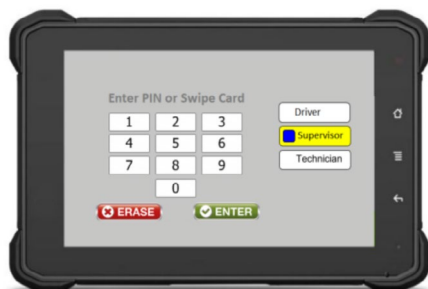 Enter PIN or Swipe Card
1 2 3
4 5 6
7 8 9
0
ERASE
ENTER
Driver
Supervisor
Technician